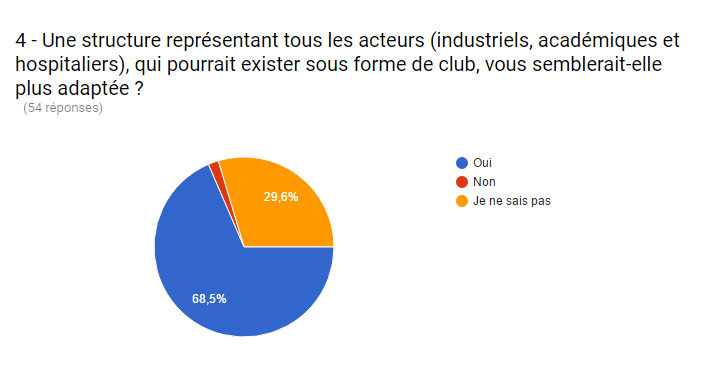 4 - Une structure représentant tous les acteurs (industriels, académiques et
hospitaliers), qui pourrait exister sous forme de club, vous semblerait-elle
plus adaptée ?
(54 réponses)
Oui
Non
Je ne sais pas
29,6%
68,5%